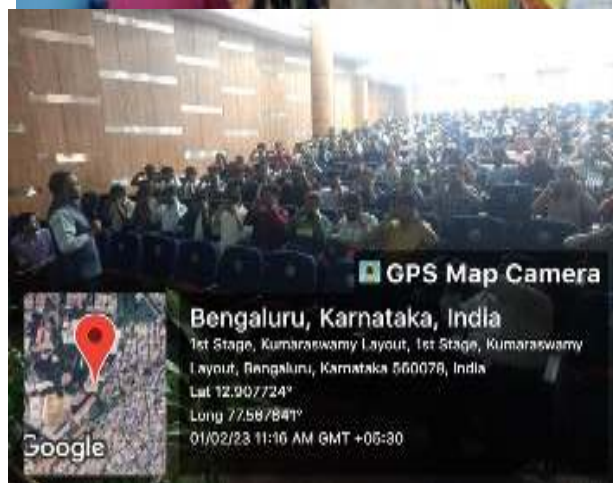 GPS Map Camera
Bengaluru, Karnataka, India
1st Stage, Kumaraswamy Layout, 1st Stage, Kumaraswamy
Layout, Bengaluru, Karnataka 560078, India
Lat 12.907724°
Long 77.567841°
01/02/23 11:16 AM GMT +05:30
Google